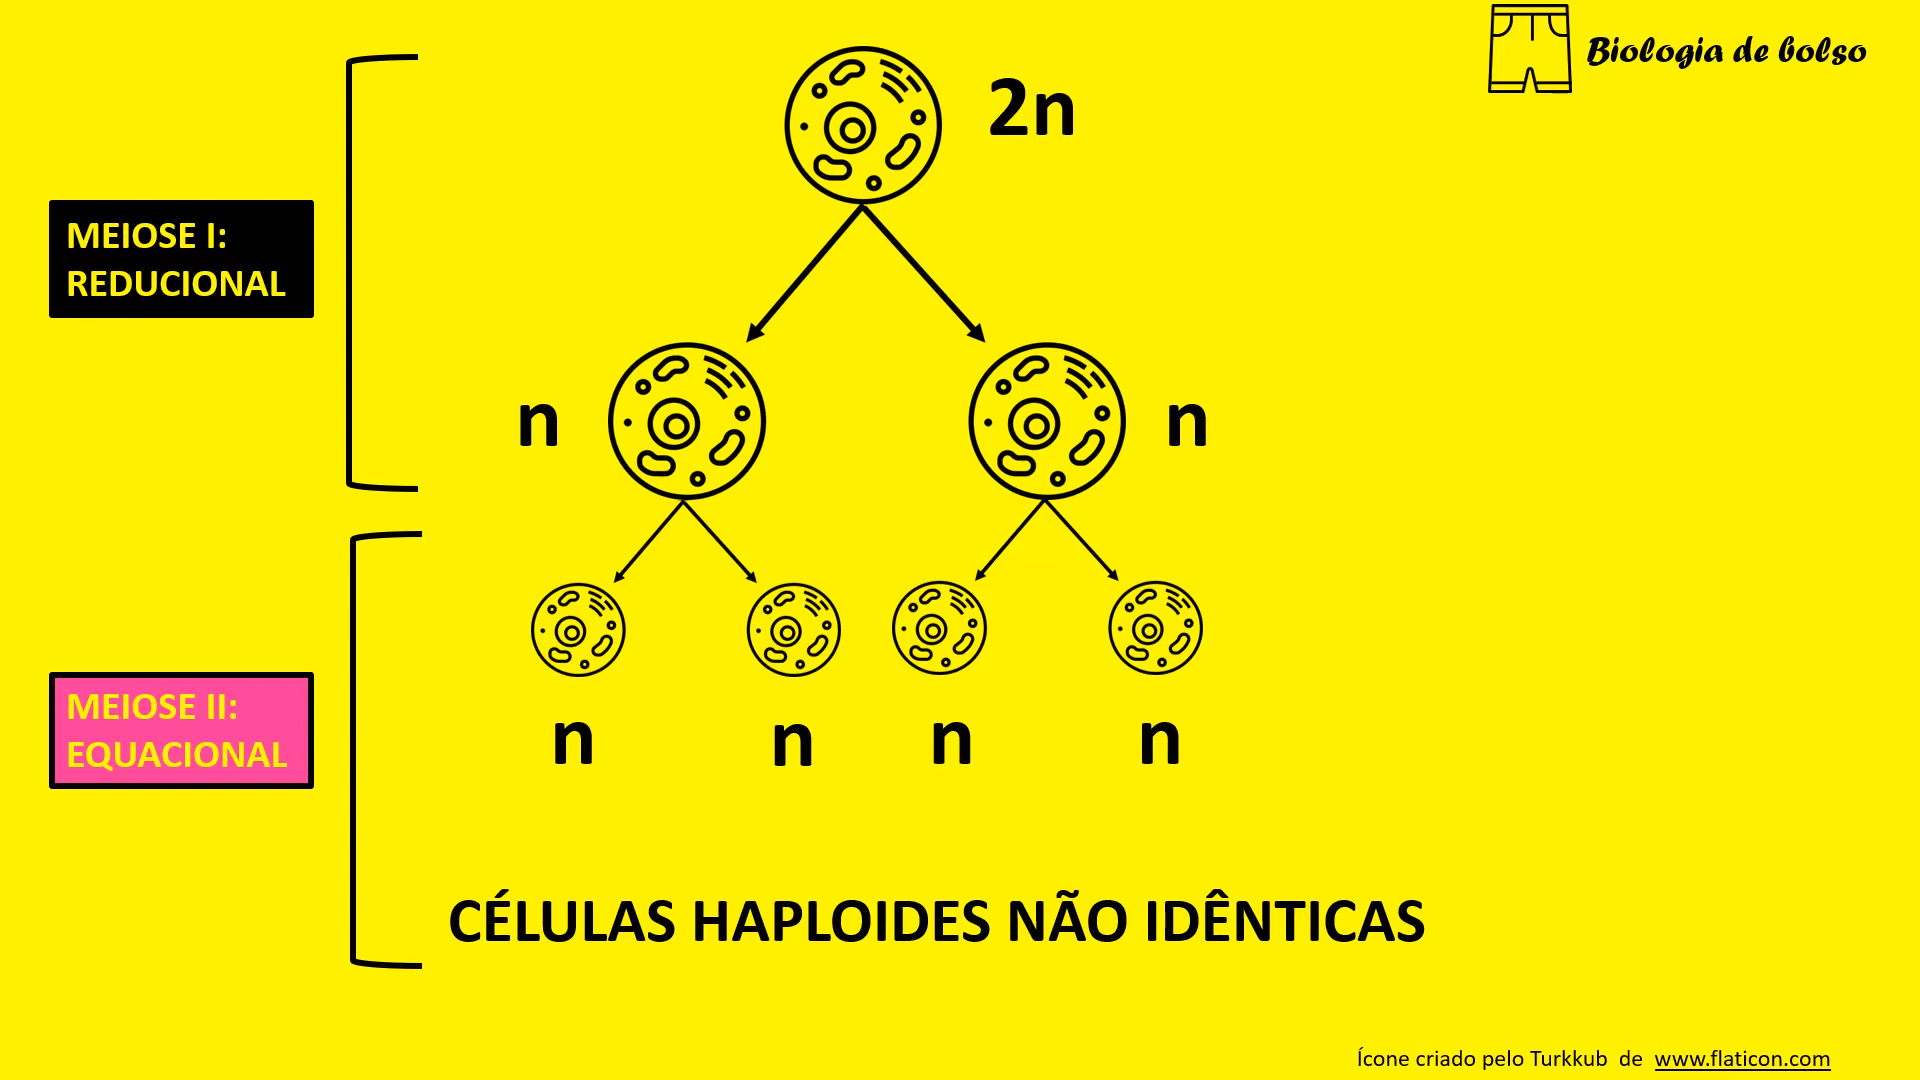 Biologia de bolso
2n
MEIOSE I:
REDUCIONAL
n
n
MEIOSE II:
EQUACIONAL
n
n
n
n
CÉLULAS HAPLOIDES NÃO IDÊNTICAS
Ícone criado pelo Turkkub de www.flaticon.com